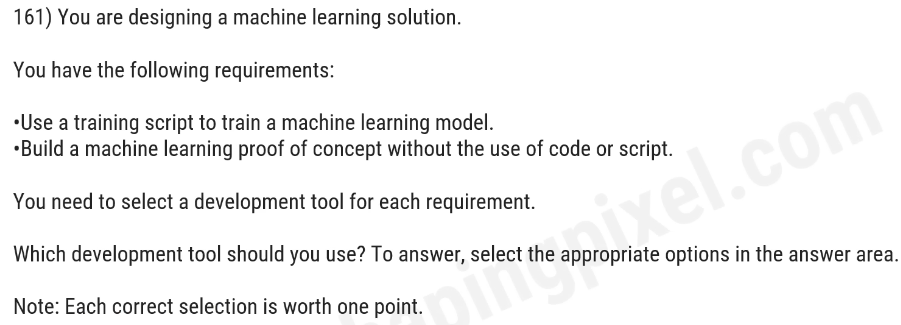 161) You are designing a machine learning solution.
You have the following requirements:
•Use a training script to train a machine learning model.
•Build a machine learning proof of concept without the use of code or script.
You need to select a development tool for each requirement.
Which development tool should you use? To answer, select the appropriate options in the answer area.
Note: Each correct selection is worth one point.